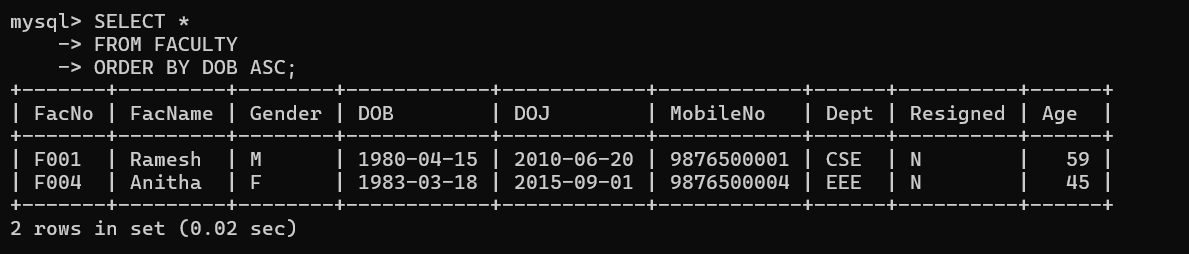 mysql> SELECT *
    -> FROM FACULTY
    -> ORDER BY DOB ASC;
+-------+---------+--------+------------+------------+------------+------+----------+------+
| FacNo | FacName | Gender | DOB        | DOJ        | MobileNo   | Dept | Resigned | Age  |
+-------+---------+--------+------------+------------+------------+------+----------+------+
| F001  | Ramesh  | M      | 1980-04-15 | 2010-06-20 | 9876500001 | CSE  | N        |   59 |
| F004  | Anitha  | F      | 1983-03-18 | 2015-09-01 | 9876500004 | EEE  | N        |   45 |
+-------+---------+--------+------------+------------+------------+------+----------+------+
2 rows in set (0.02 sec)